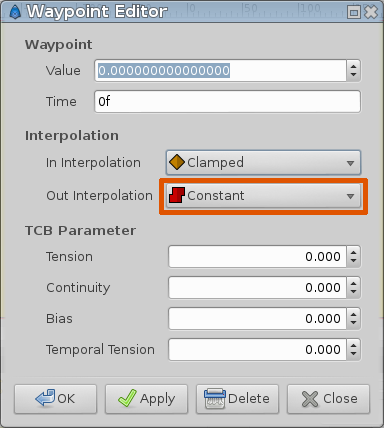 Waypoint Editor
Waypoint
Value 0.000000000000000
Time 0f
Interpolation
In Interpolation Clamped
Out Interpolation Constant
TCB Parameter
Tension 0.000
Continuity 0.000
Bias 0.000
Temporal Tension 0.000
OK Apply Delete Close